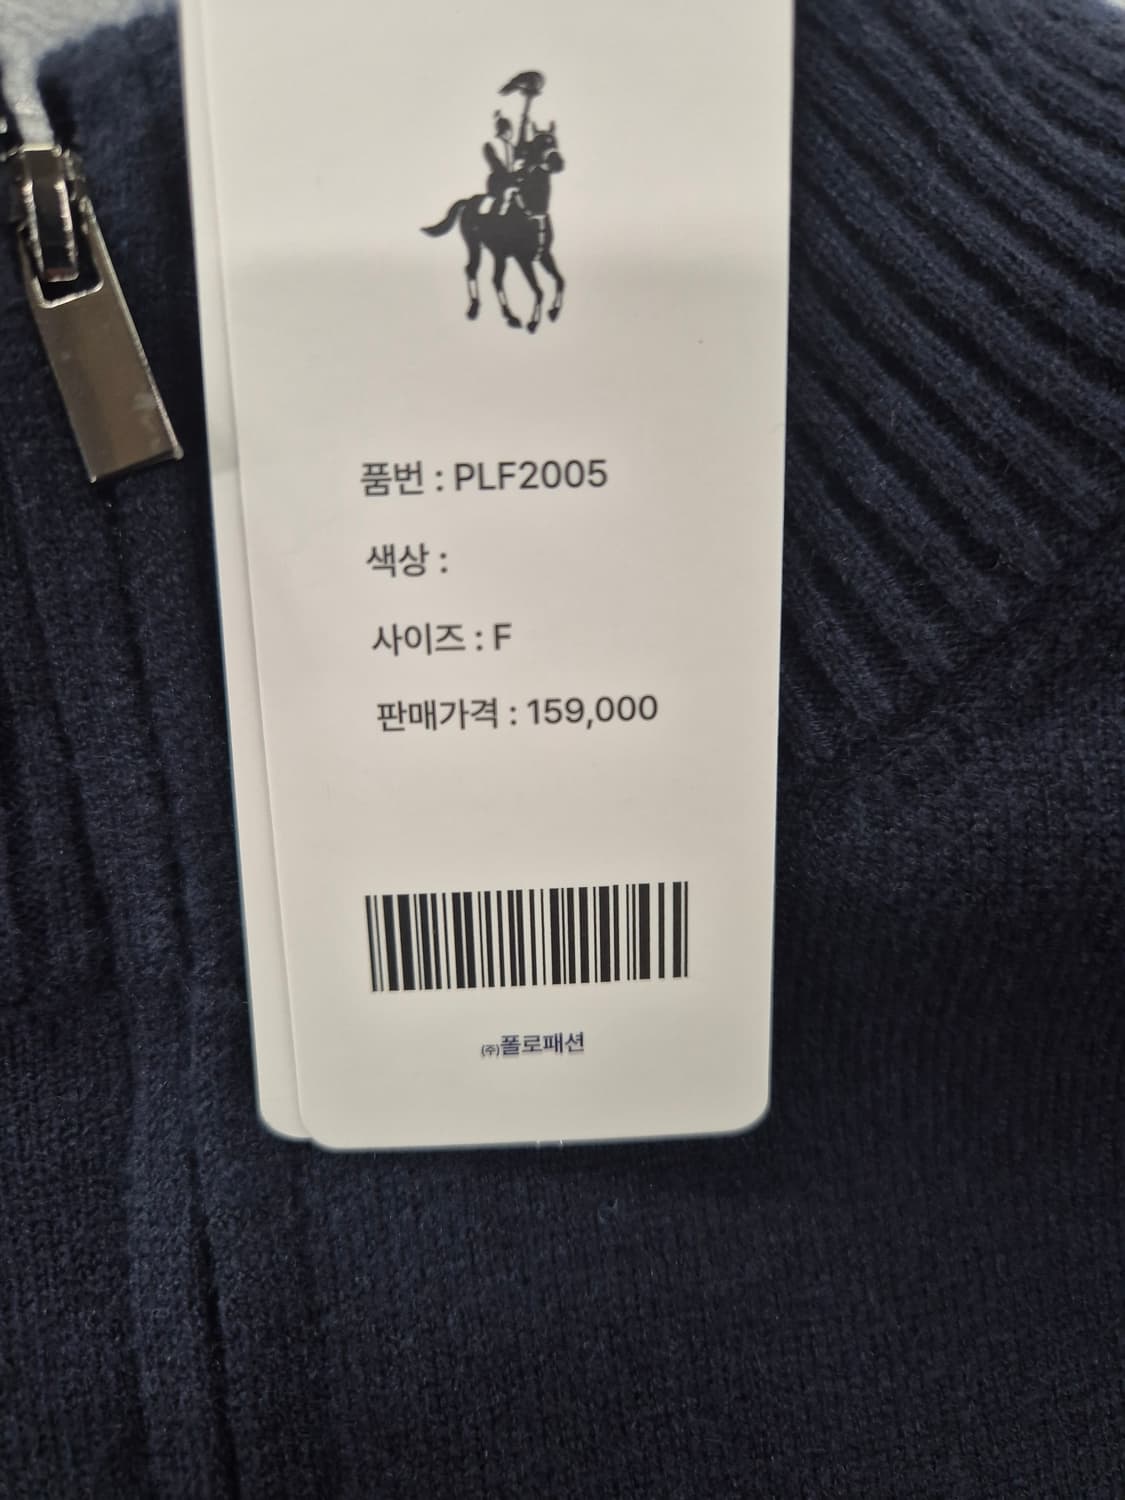 품번 : PLF2005
색상 :
사이즈 : F
판매가격 : 159,000
㈜폴로패션